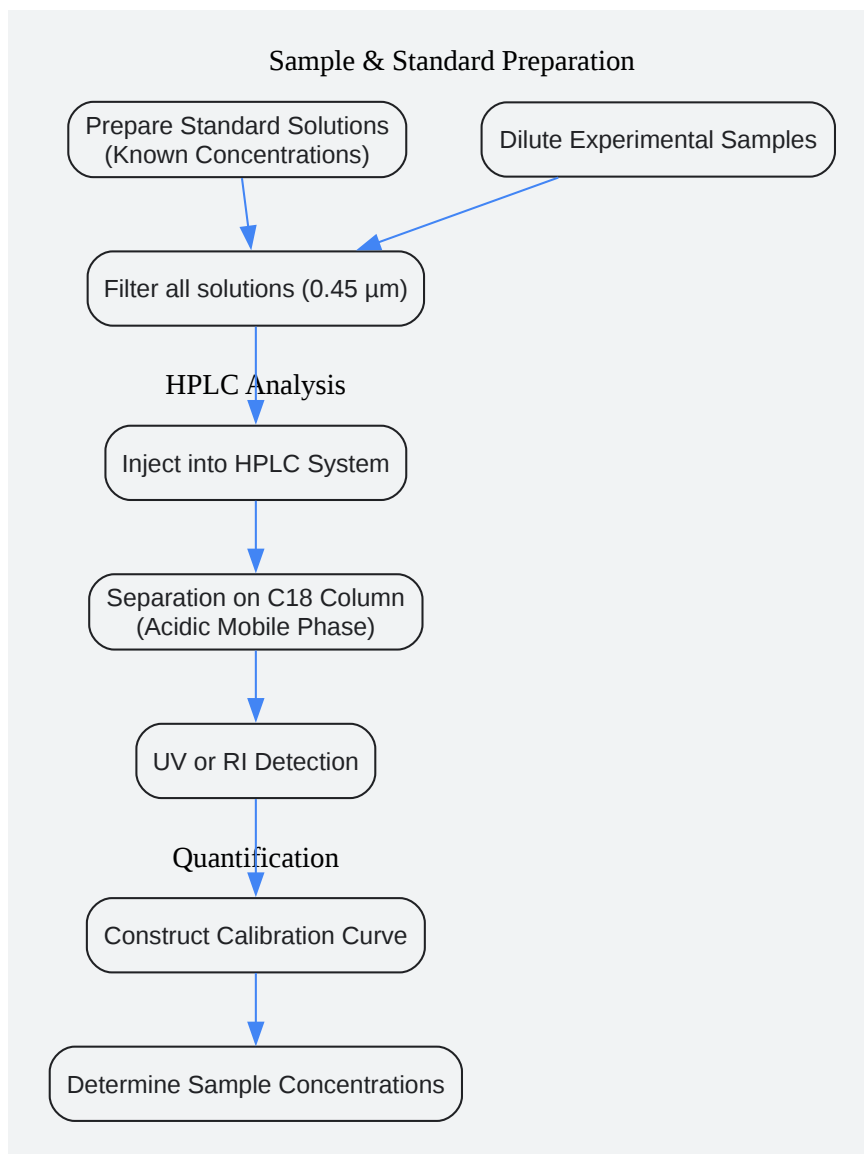 Sample & Standard Preparation
Prepare Standard Solutions
(Known Concentrations)
Dilute Experimental Samples
Filter all solutions (0.45 µm)
HPLC Analysis
Inject into HPLC System
Separation on C18 Column
(Acidic Mobile Phase)
UV or RI Detection
Quantification
Construct Calibration Curve
Determine Sample Concentrations